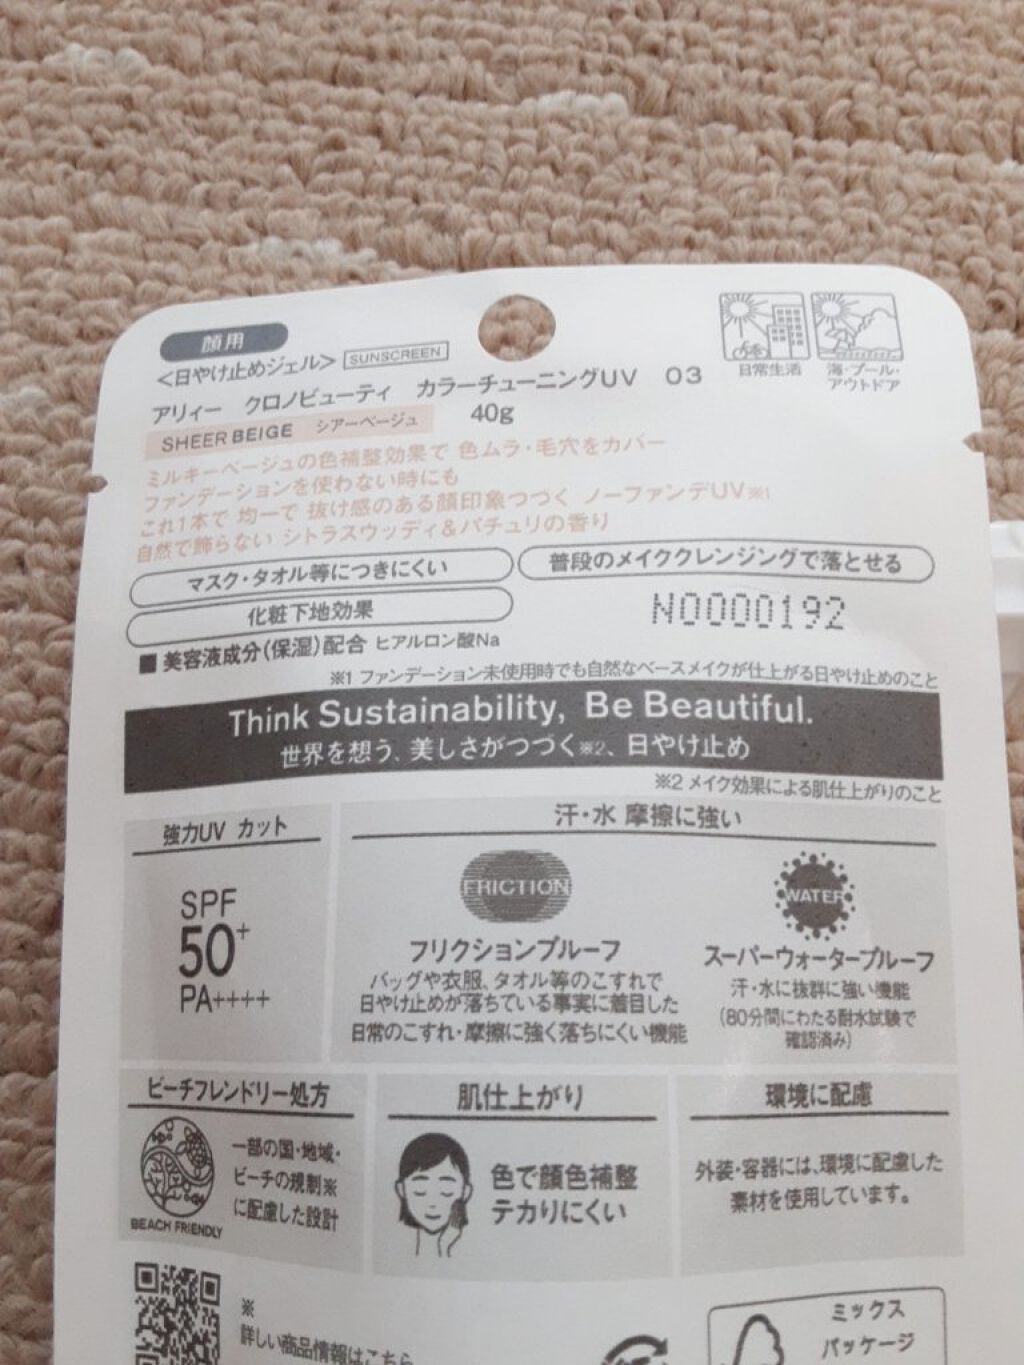 顔用
日常生活
海・プール・
アウトドア
<日やけ止めジェル> SUNSCREEN
アリィー クロノビューティ カラーチューニングUV 03
SHEER BEIGE シアーベージュ 40g
ミルキーベージュの色補整効果で 色ムラ・毛穴をカバー
ファンデーションを使わない時にも
これ1本で 均一で 抜け感のある顔印象つづく ノーファンデUV※1
自然で飾らない シトラスウッディ&パチュリの香り
マスク・タオル等につきにくい
普段のメイククレンジングで落とせる
化粧下地効果
N0000192
■美容液成分(保湿)配合 ヒアルロン酸Na
※1 ファンデーション未使用時でも自然なベースメイクが仕上がる日やけ止めのこと
Think Sustainability, Be Beautiful.
世界を想う、美しさがつづく※2、日やけ止め
※2 メイク効果による肌仕上がりのこと
強力UV カット
SPF
50+
PA++++
汗・水 摩擦に強い
FRICTION
フリクションプルーフ
バッグや衣服、タオル等のこすれで
日やけ止めが落ちている事実に着目した
日常のこすれ・摩擦に強く落ちにくい機能
WATER
スーパーウォータープルーフ
汗・水に抜群に強い機能
(80分間にわたる耐水試験で
確認済み)
ビーチフレンドリー処方
BEACH FRIENDLY
一部の国・地域・
ビーチの規制※
に配慮した設計
肌仕上がり
色で顔色補整
テカりにくい
環境に配慮
外装・容器には、環境に配慮した
素材を使用しています。
※
詳しい商品情報はこちら
ミックス
パッケージ